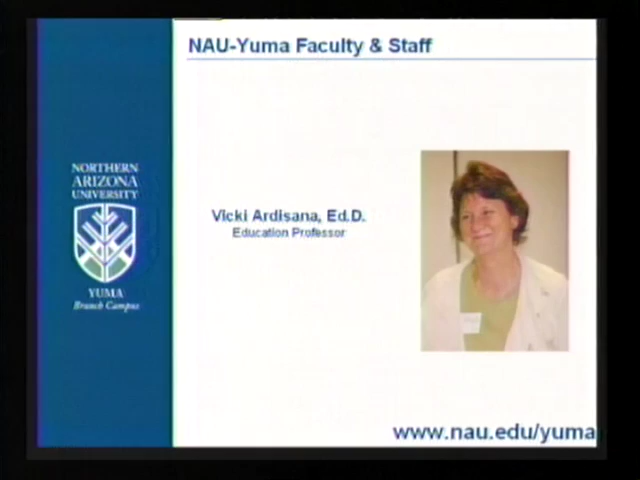 NAU-Yuma Faculty & Staff
NORTHERN
ARIZONA
UNIVERSITY
YUMA
Branch Campus
Vicki Ardisana, Ed.D.
Education Professor
www.nau.edu/yuma